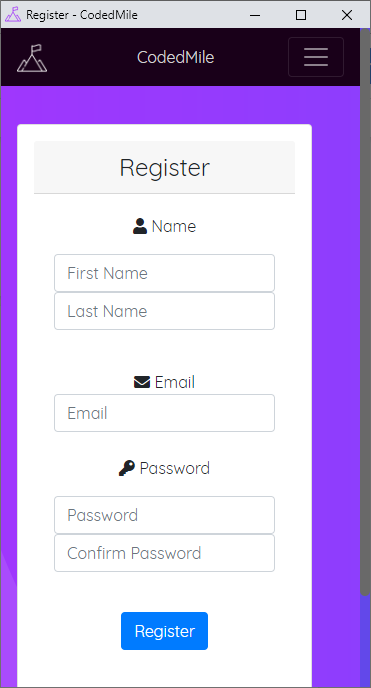 Register - CodedMile
CodedMile
Register
Name
First Name
Last Name
Email
Email
Password
Password
Confirm Password
Register